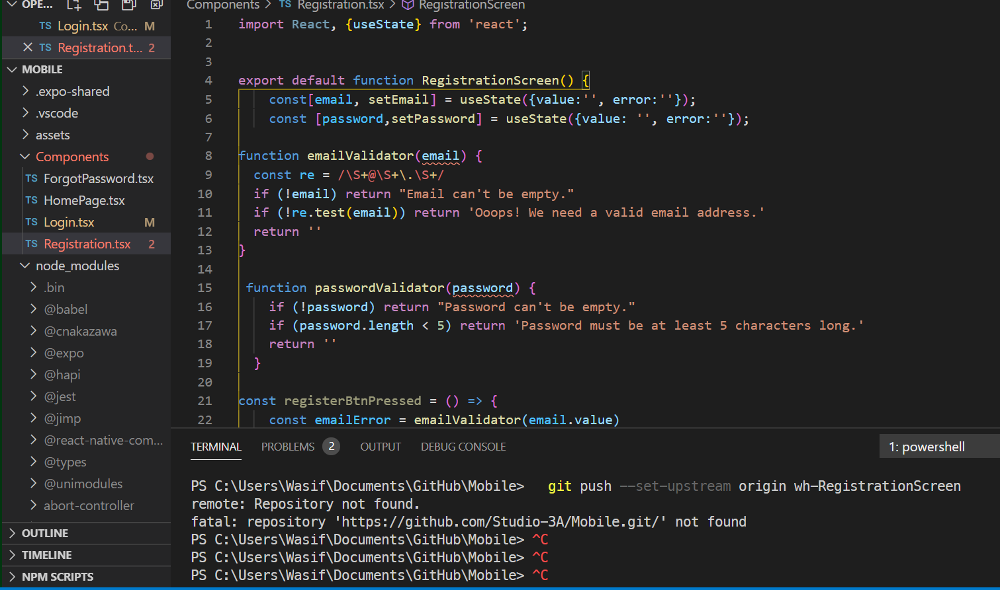 OPE...
TS Login.tsx Co... M
TS Registration.t... 2
MOBILE
.expo-shared
.vscode
assets
Components
TS ForgotPassword.tsx
TS HomePage.tsx
TS Login.tsx M
TS Registration.tsx 2
node_modules
.bin
@babel
@cnakazawa
@expo
@hapi
@jest
@jimp
@react-native-com...
@types
@unimodules
abort-controller
OUTLINE
TIMELINE
NPM SCRIPTS
Components > TS Registration.tsx > RegistrationScreen
1 import React, {useState} from 'react';
2
3
4 export default function RegistrationScreen() {
5 const[email, setEmail] = useState({value:'', error:''});
6 const [password,setPassword] = useState({value: '', error:''});
7
8 function emailValidator(email) {
9 const re = /\S+@\S+\.\S+/
10 if (!email) return "Email can't be empty."
11 if (!re.test(email)) return 'Ooops! We need a valid email address.'
12 return ''
13 }
14
15 function passwordValidator(password) {
16 if (!password) return "Password can't be empty."
17 if (password.length < 5) return 'Password must be at least 5 characters long.'
18 return ''
19 }
20
21 const registerBtnPressed = () => {
22 const emailError = emailValidator(email.value)
TERMINAL PROBLEMS 2 OUTPUT DEBUG CONSOLE 1: powershell
PS C:\Users\Wasif\Documents\GitHub\Mobile> git push --set-upstream origin wh-RegistrationScreen
remote: Repository not found.
fatal: repository 'https://github.com/Studio-3A/Mobile.git/' not found
PS C:\Users\Wasif\Documents\GitHub\Mobile> ^C
PS C:\Users\Wasif\Documents\GitHub\Mobile> ^C
PS C:\Users\Wasif\Documents\GitHub\Mobile> ^C